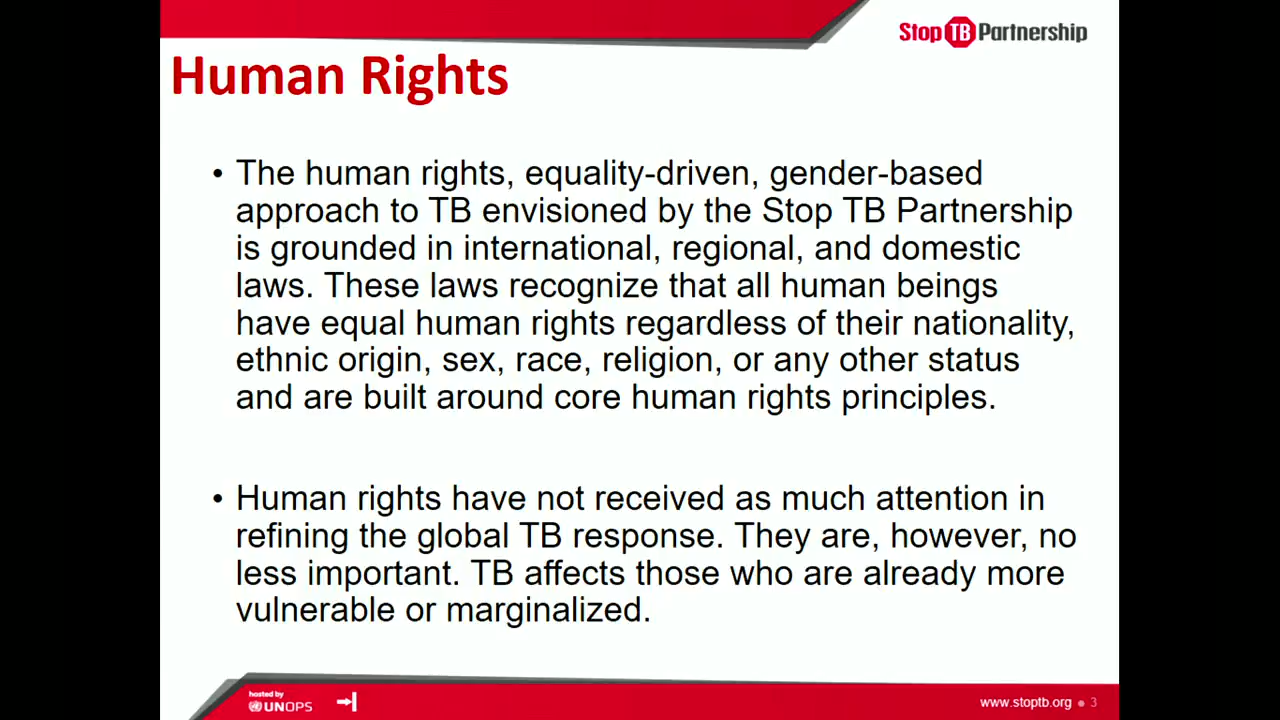 Stop TB Partnership
Human Rights
• The human rights, equality-driven, gender-based
approach to TB envisioned by the Stop TB Partnership
is grounded in international, regional, and domestic
laws. These laws recognize that all human beings
have equal human rights regardless of their nationality,
ethnic origin, sex, race, religion, or any other status
and are built around core human rights principles.
• Human rights have not received as much attention in
refining the global TB response. They are, however, no
less important. TB affects those who are already more
vulnerable or marginalized.
hosted by
UNOPS
www.stoptb.org • 3